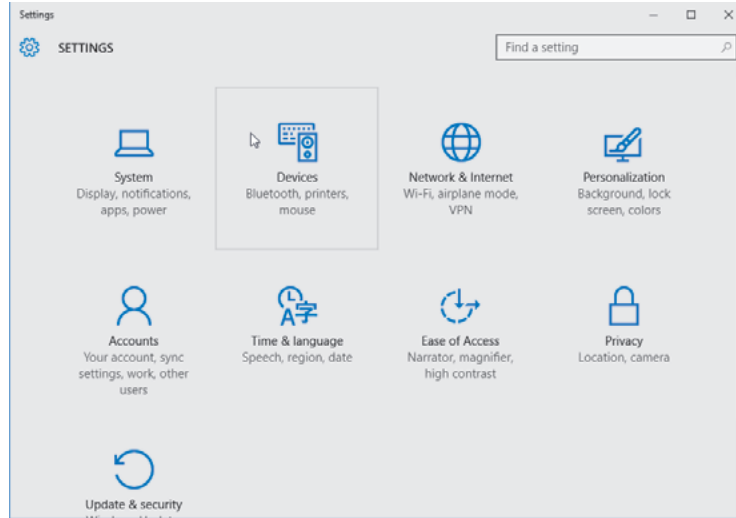 Settings
SETTINGS
Find a setting
System
Display, notifications,
apps, power
Devices
Bluetooth, printers,
mouse
Network & Internet
Wi-Fi, airplane mode,
VPN
Personalization
Background, lock
screen, colors
Accounts
Your account, sync
settings, work, other
users
Time & language
Speech, region, date
Ease of Access
Narrator, magnifier,
high contrast
Privacy
Location, camera
Update & security